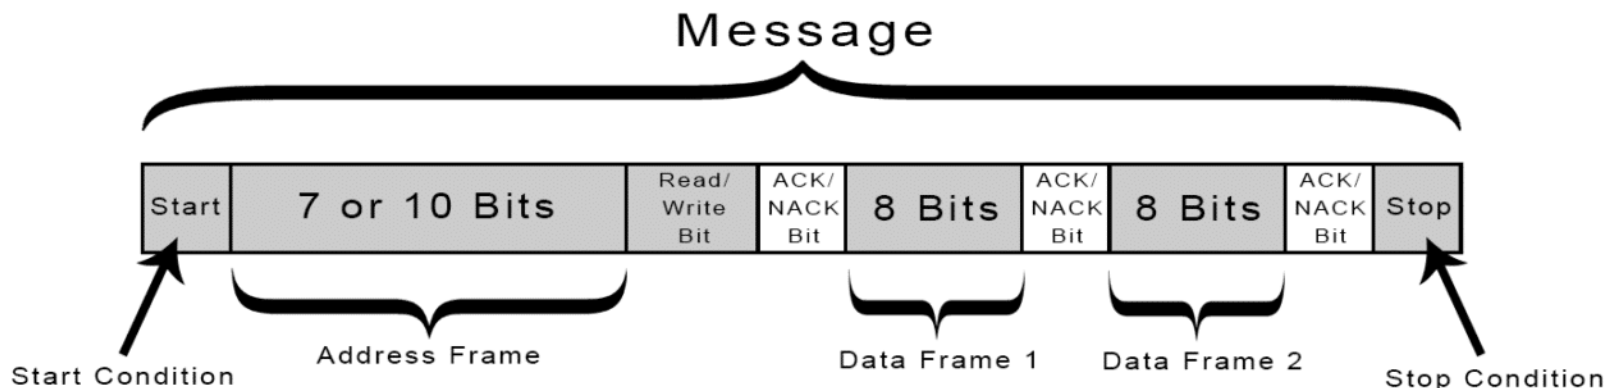 Message
Start
7 or 10 Bits
Read/
Write
Bit
ACK/
NACK
Bit
8 Bits
ACK/
NACK
Bit
8 Bits
ACK/
NACK
Bit
Stop
Start Condition
Address Frame
Data Frame 1
Data Frame 2
Stop Condition